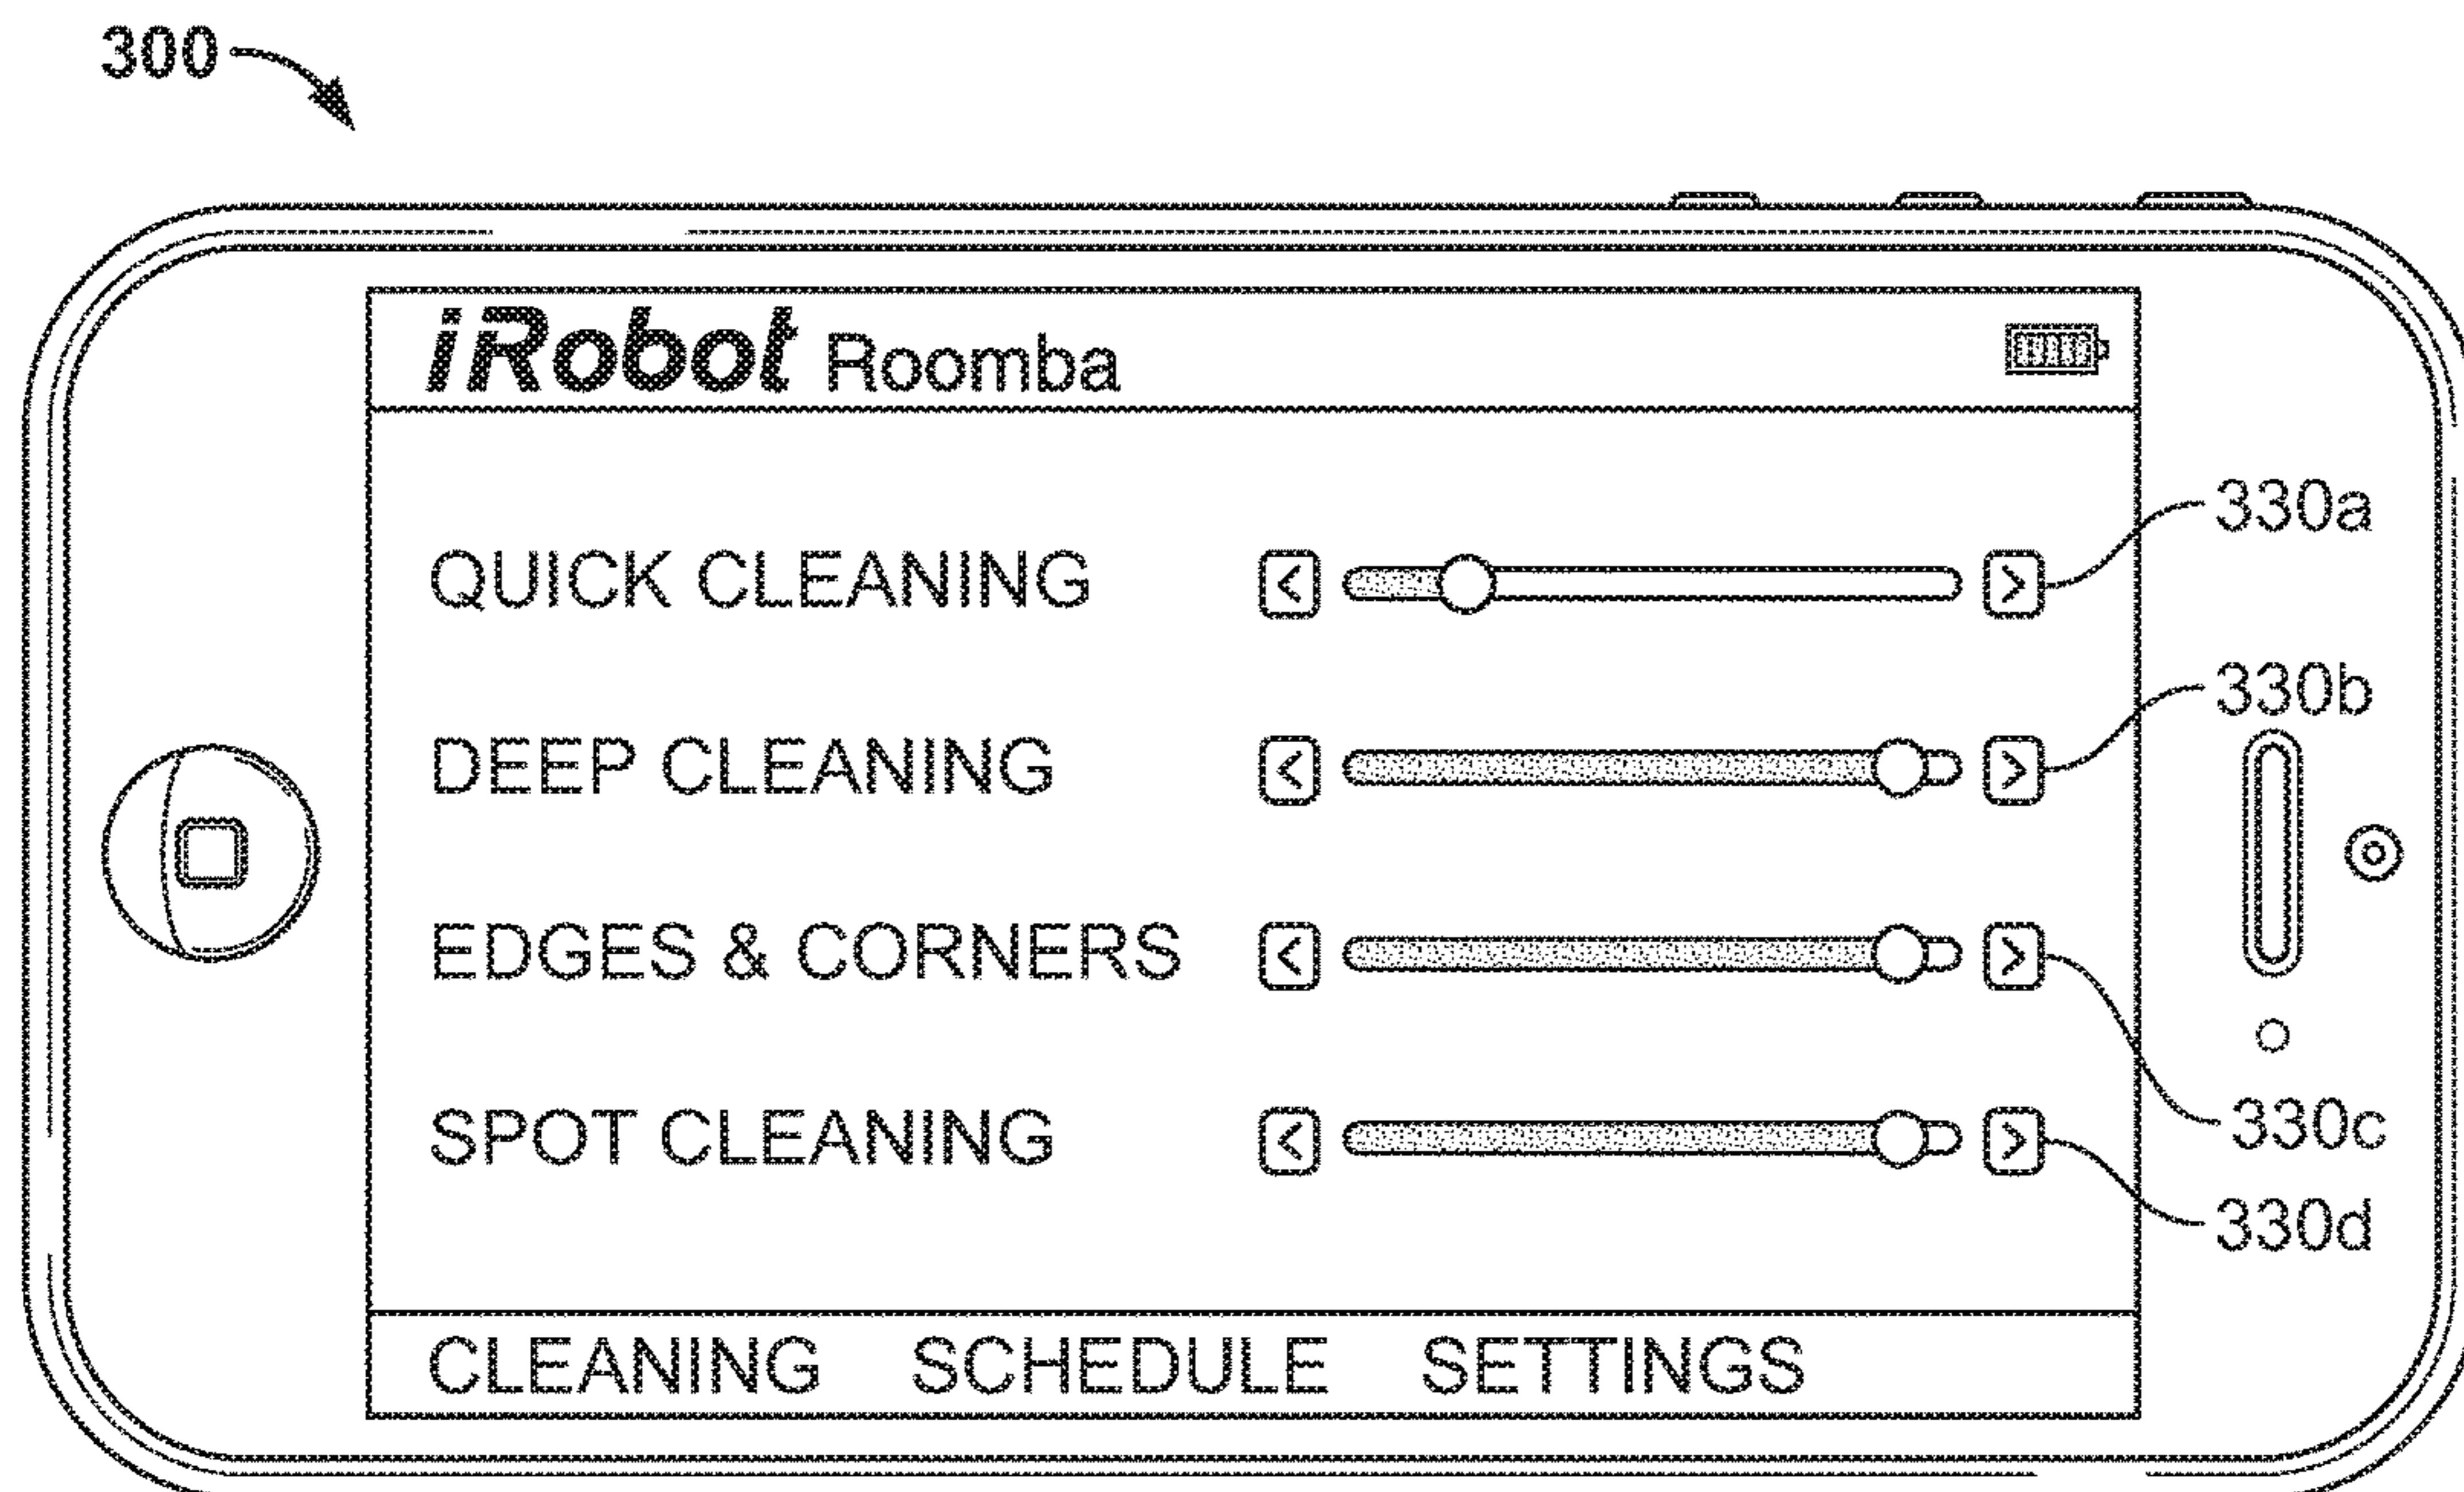 300
iRobot Roomba
330a
QUICK CLEANING < >
330b
DEEP CLEANING < >
EDGES & CORNERS < >
330c
SPOT CLEANING < >
330d
CLEANING SCHEDULE SETTINGS